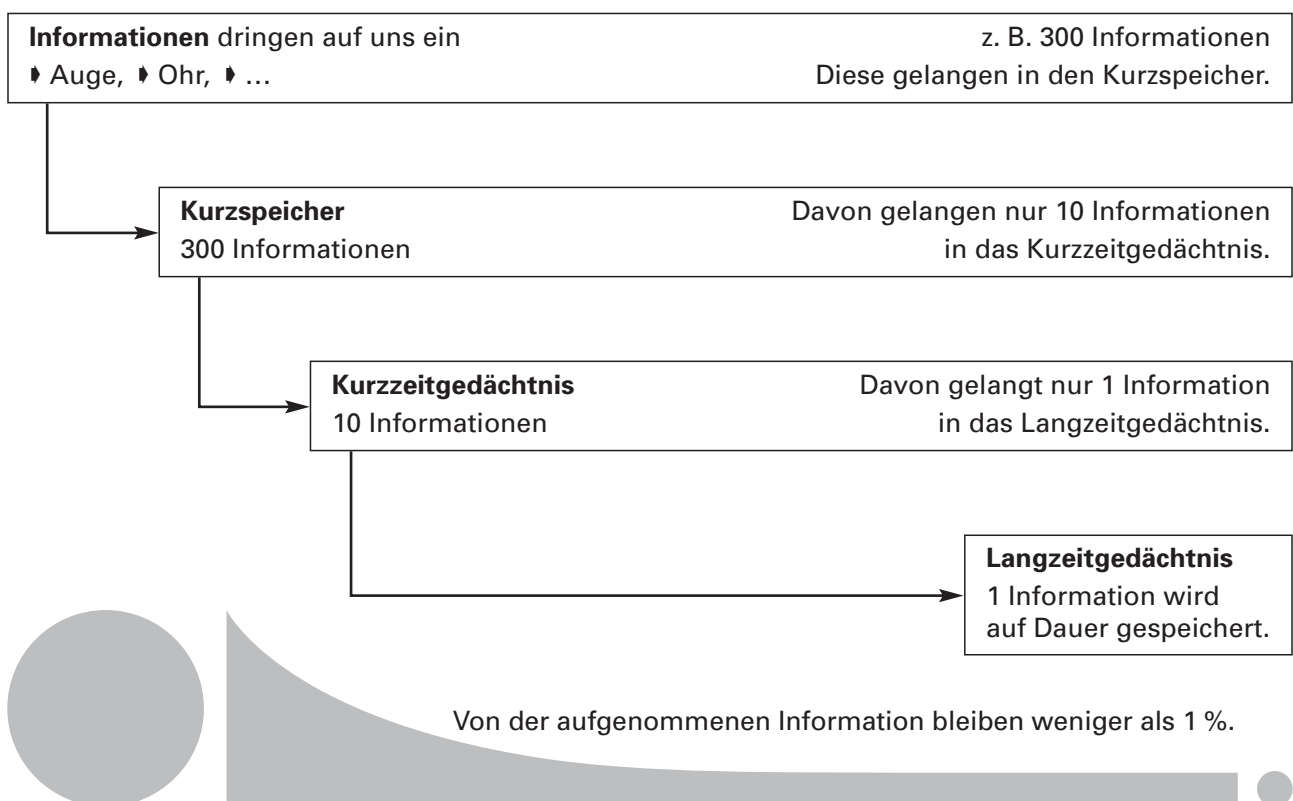 Informationen dringen auf uns ein
z. B. 300 Informationen
➧ Auge, ➧ Ohr, ➧ …
Diese gelangen in den Kurzspeicher.
Kurzspeicher
Davon gelangen nur 10 Informationen
300 Informationen
in das Kurzzeitgedächtnis.
Kurzzeitgedächtnis
Davon gelangt nur 1 Information
10 Informationen
in das Langzeitgedächtnis.
Langzeitgedächtnis
1 Information wird
auf Dauer gespeichert.
Von der aufgenommenen Information bleiben weniger als 1 %.